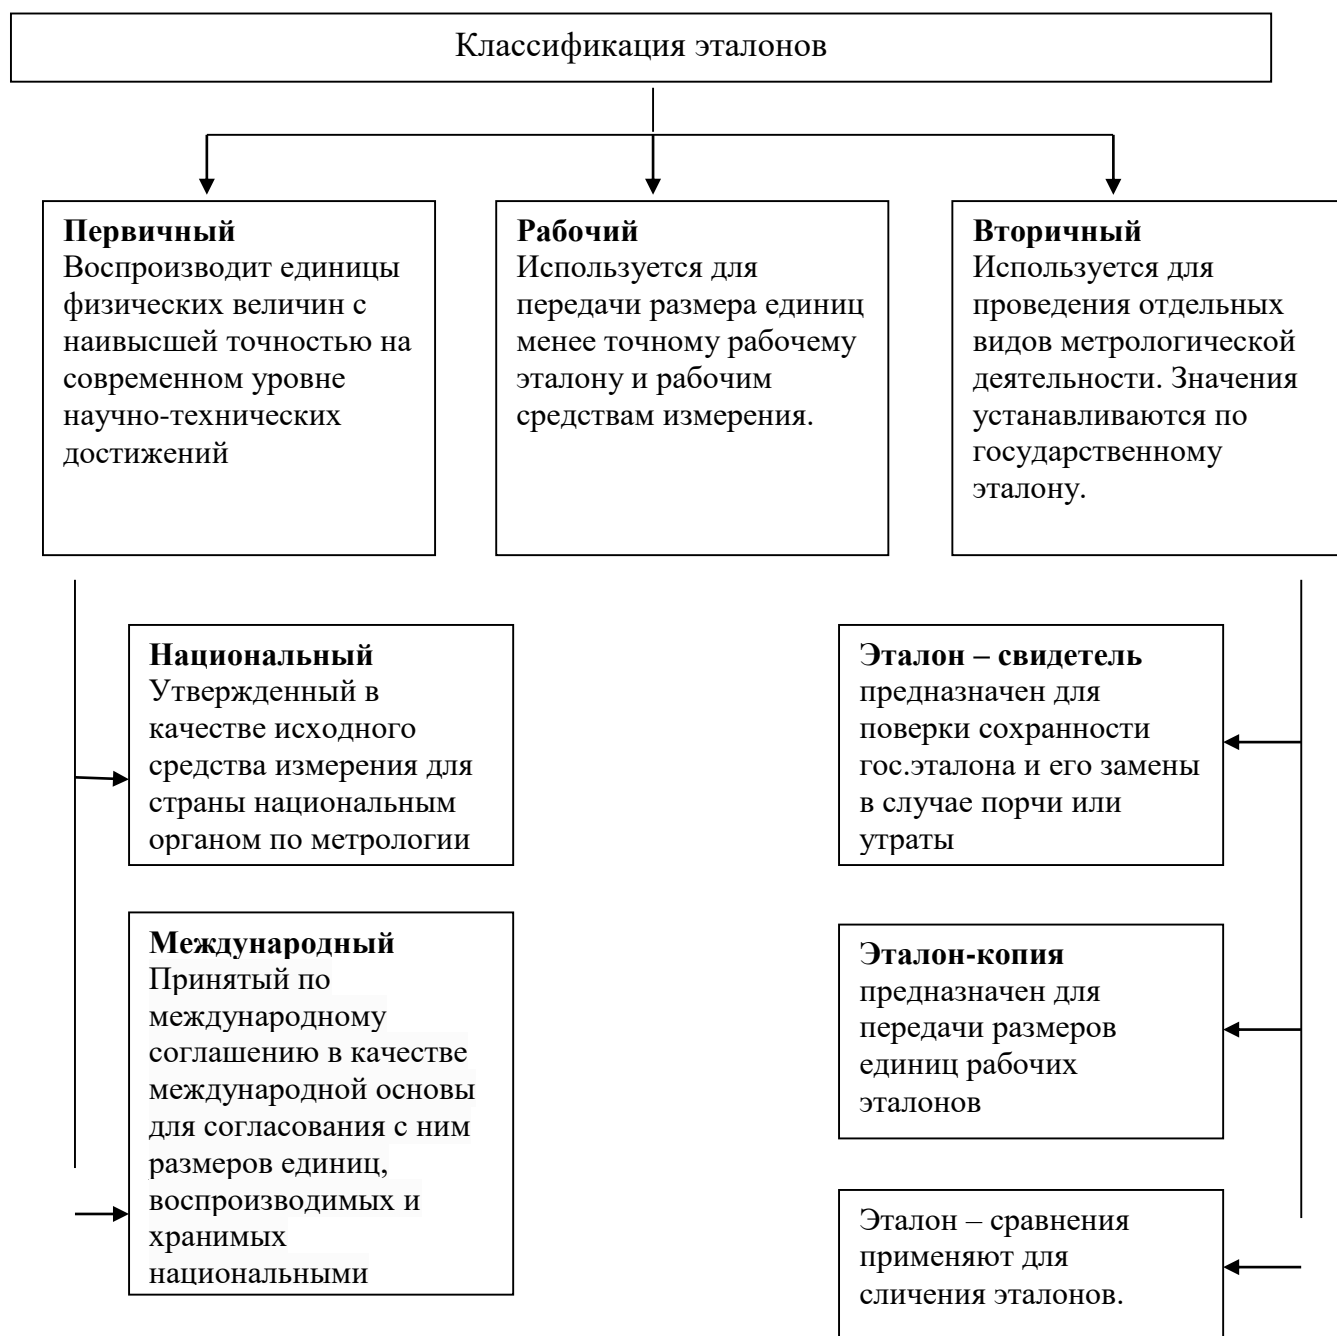 Классификация эталонов
Первичный
Воспроизводит единицы
физических величин с
наивысшей точностью на
современном уровне
научно-технических
достижений
Рабочий
Используется для
передачи размера единиц
менее точному рабочему
эталону и рабочим
средствам измерения.
Вторичный
Используется для
проведения отдельных
видов метрологической
деятельности. Значения
устанавливаются по
государственному
эталону.
Национальный
Утвержденный в
качестве исходного
средства измерения для
страны национальным
органом по метрологии
Международный
Принятый по
международному
соглашению в качестве
международной основы
для согласования с ним
размеров единиц,
воспроизводимых и
хранимых
национальными
Эталон – свидетель
предназначен для
поверки сохранности
гос.эталона и его замены
в случае порчи или
утраты
Эталон-копия
предназначен для
передачи размеров
единиц рабочих
эталонов
Эталон – сравнения
применяют для
сличения эталонов.